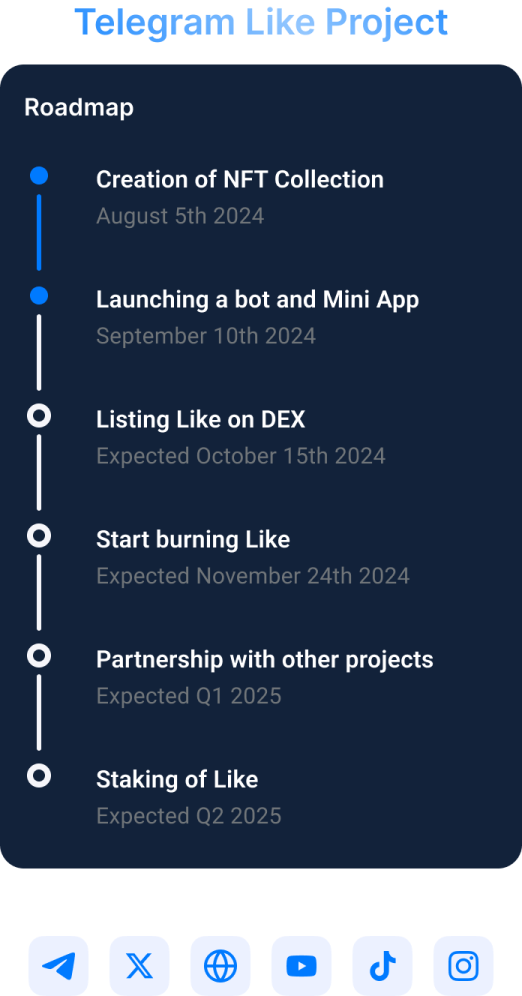 Telegram Like Project
Roadmap
Creation of NFT Collection
August 5th 2024
Launching a bot and Mini App
September 10th 2024
Listing Like on DEX
Expected October 15th 2024
Start burning Like
Expected November 24th 2024
Partnership with other projects
Expected Q1 2025
Staking of Like
Expected Q2 2025